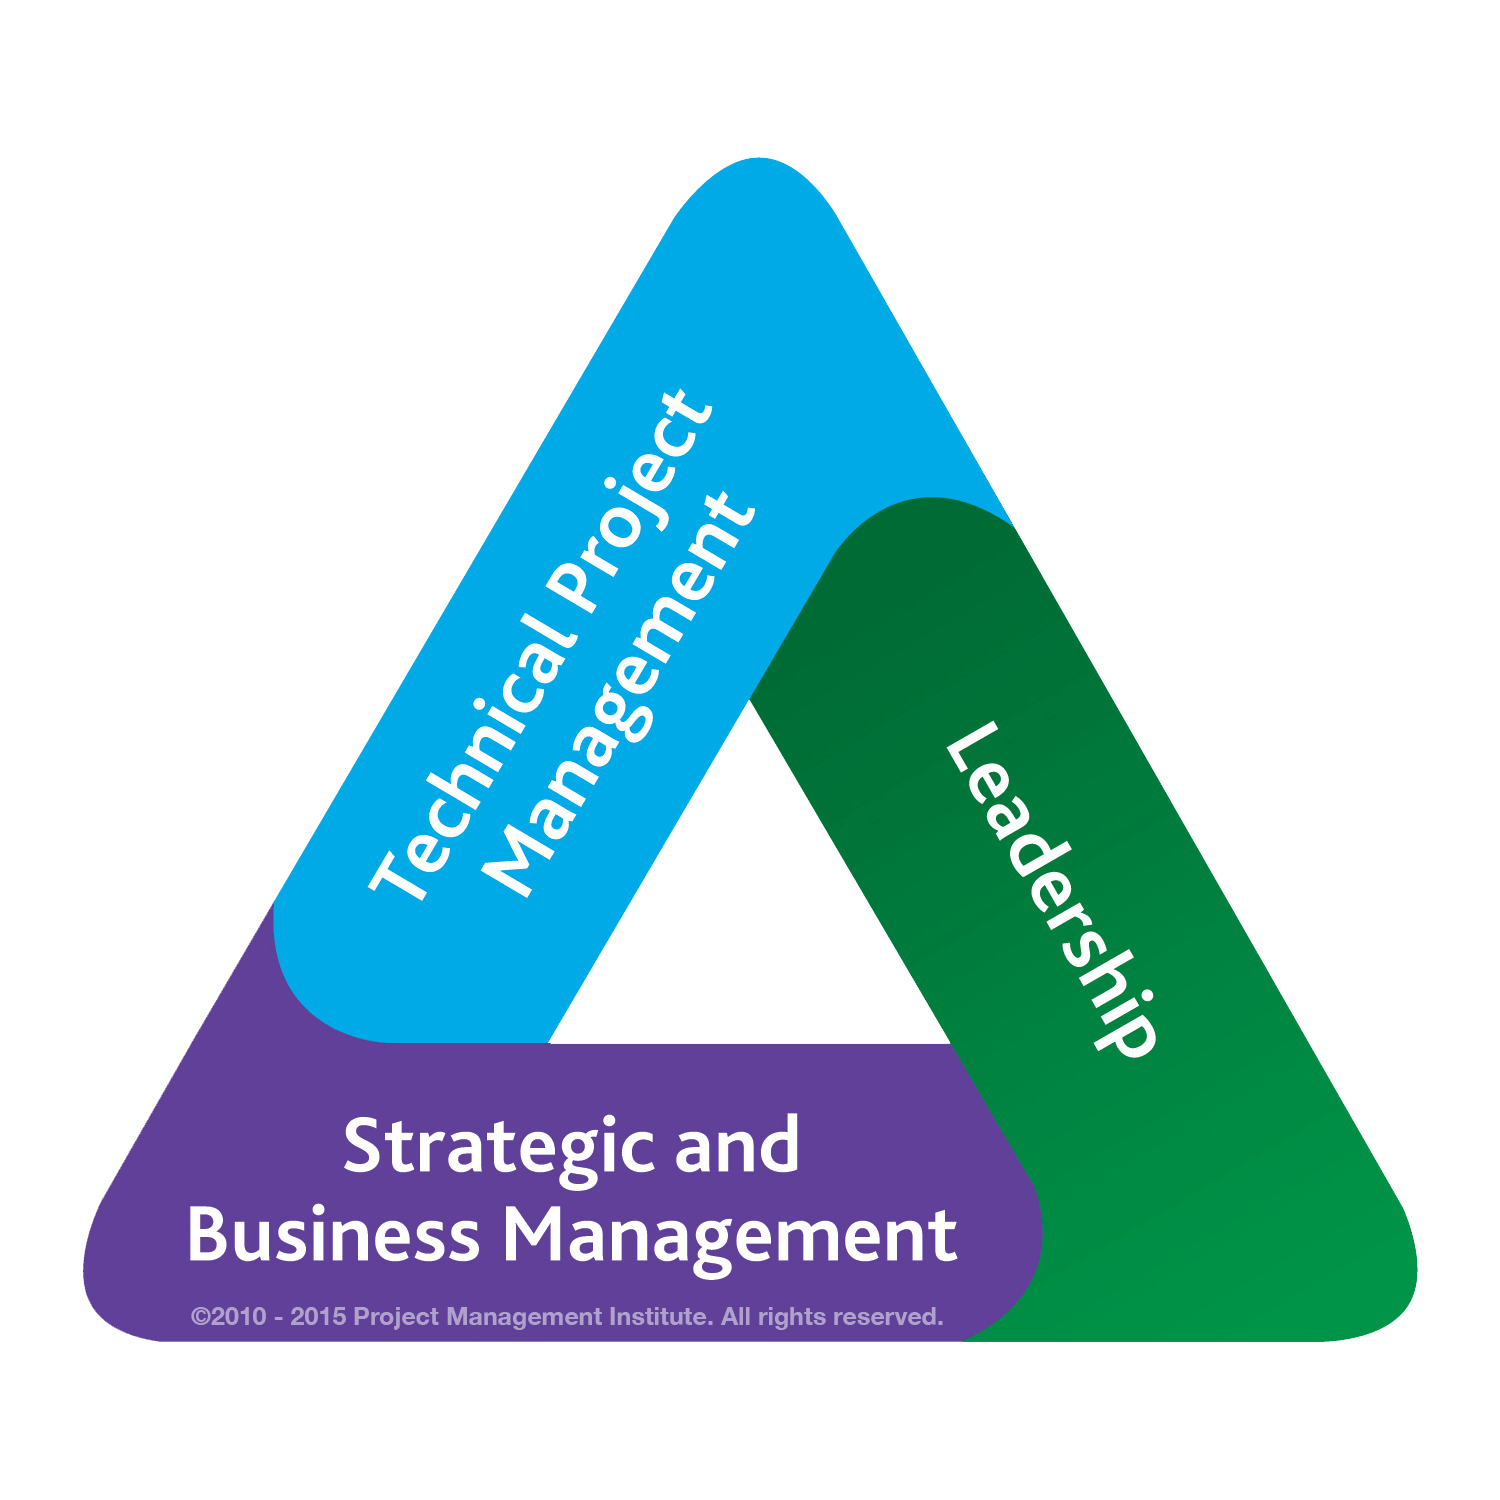 Technical Project
Management
Leadership
Strategic and
Business Management
©2010 - 2015 Project Management Institute. All rights reserved.